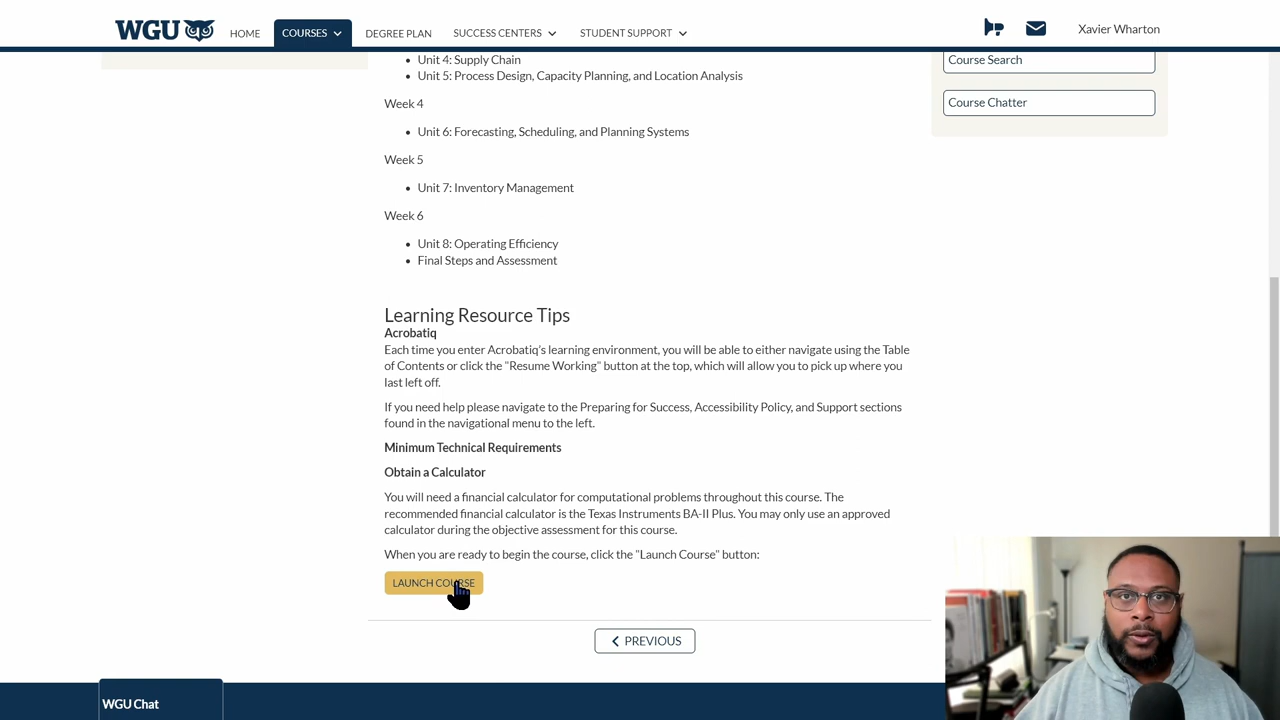 WGU
HOME
COURSES
DEGREE PLAN
SUCCESS CENTERS
STUDENT SUPPORT
Xavier Wharton
Unit 4: Supply Chain
Unit 5: Process Design, Capacity Planning, and Location Analysis
Week 4
Unit 6: Forecasting, Scheduling, and Planning Systems
Week 5
Unit 7: Inventory Management
Week 6
Unit 8: Operating Efficiency
Final Steps and Assessment
Learning Resource Tips
Acrobatiq
Each time you enter Acrobatiq's learning environment, you will be able to either navigate using the Table
of Contents or click the "Resume Working" button at the top, which will allow you to pick up where you
last left off.
If you need help please navigate to the Preparing for Success, Accessibility Policy, and Support sections
found in the navigational menu to the left.
Minimum Technical Requirements
Obtain a Calculator
You will need a financial calculator for computational problems throughout this course. The
recommended financial calculator is the Texas Instruments BA-II Plus. You may only use an approved
calculator during the objective assessment for this course.
When you are ready to begin the course, click the "Launch Course" button:
LAUNCH COURSE
PREVIOUS
Course Search
Course Chatter
WGU Chat